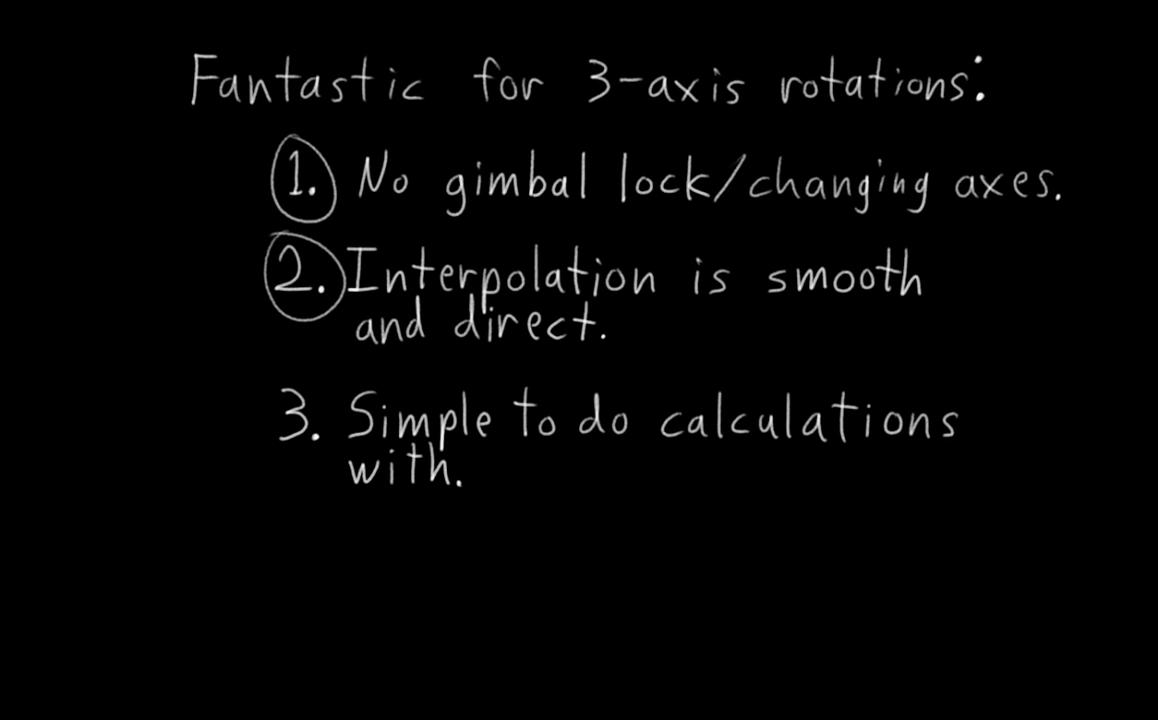 Fantastic for 3-axis rotations:
1. No gimbal lock/changing axes.
2. Interpolation is smooth
and direct.
3. Simple to do calculations
with.